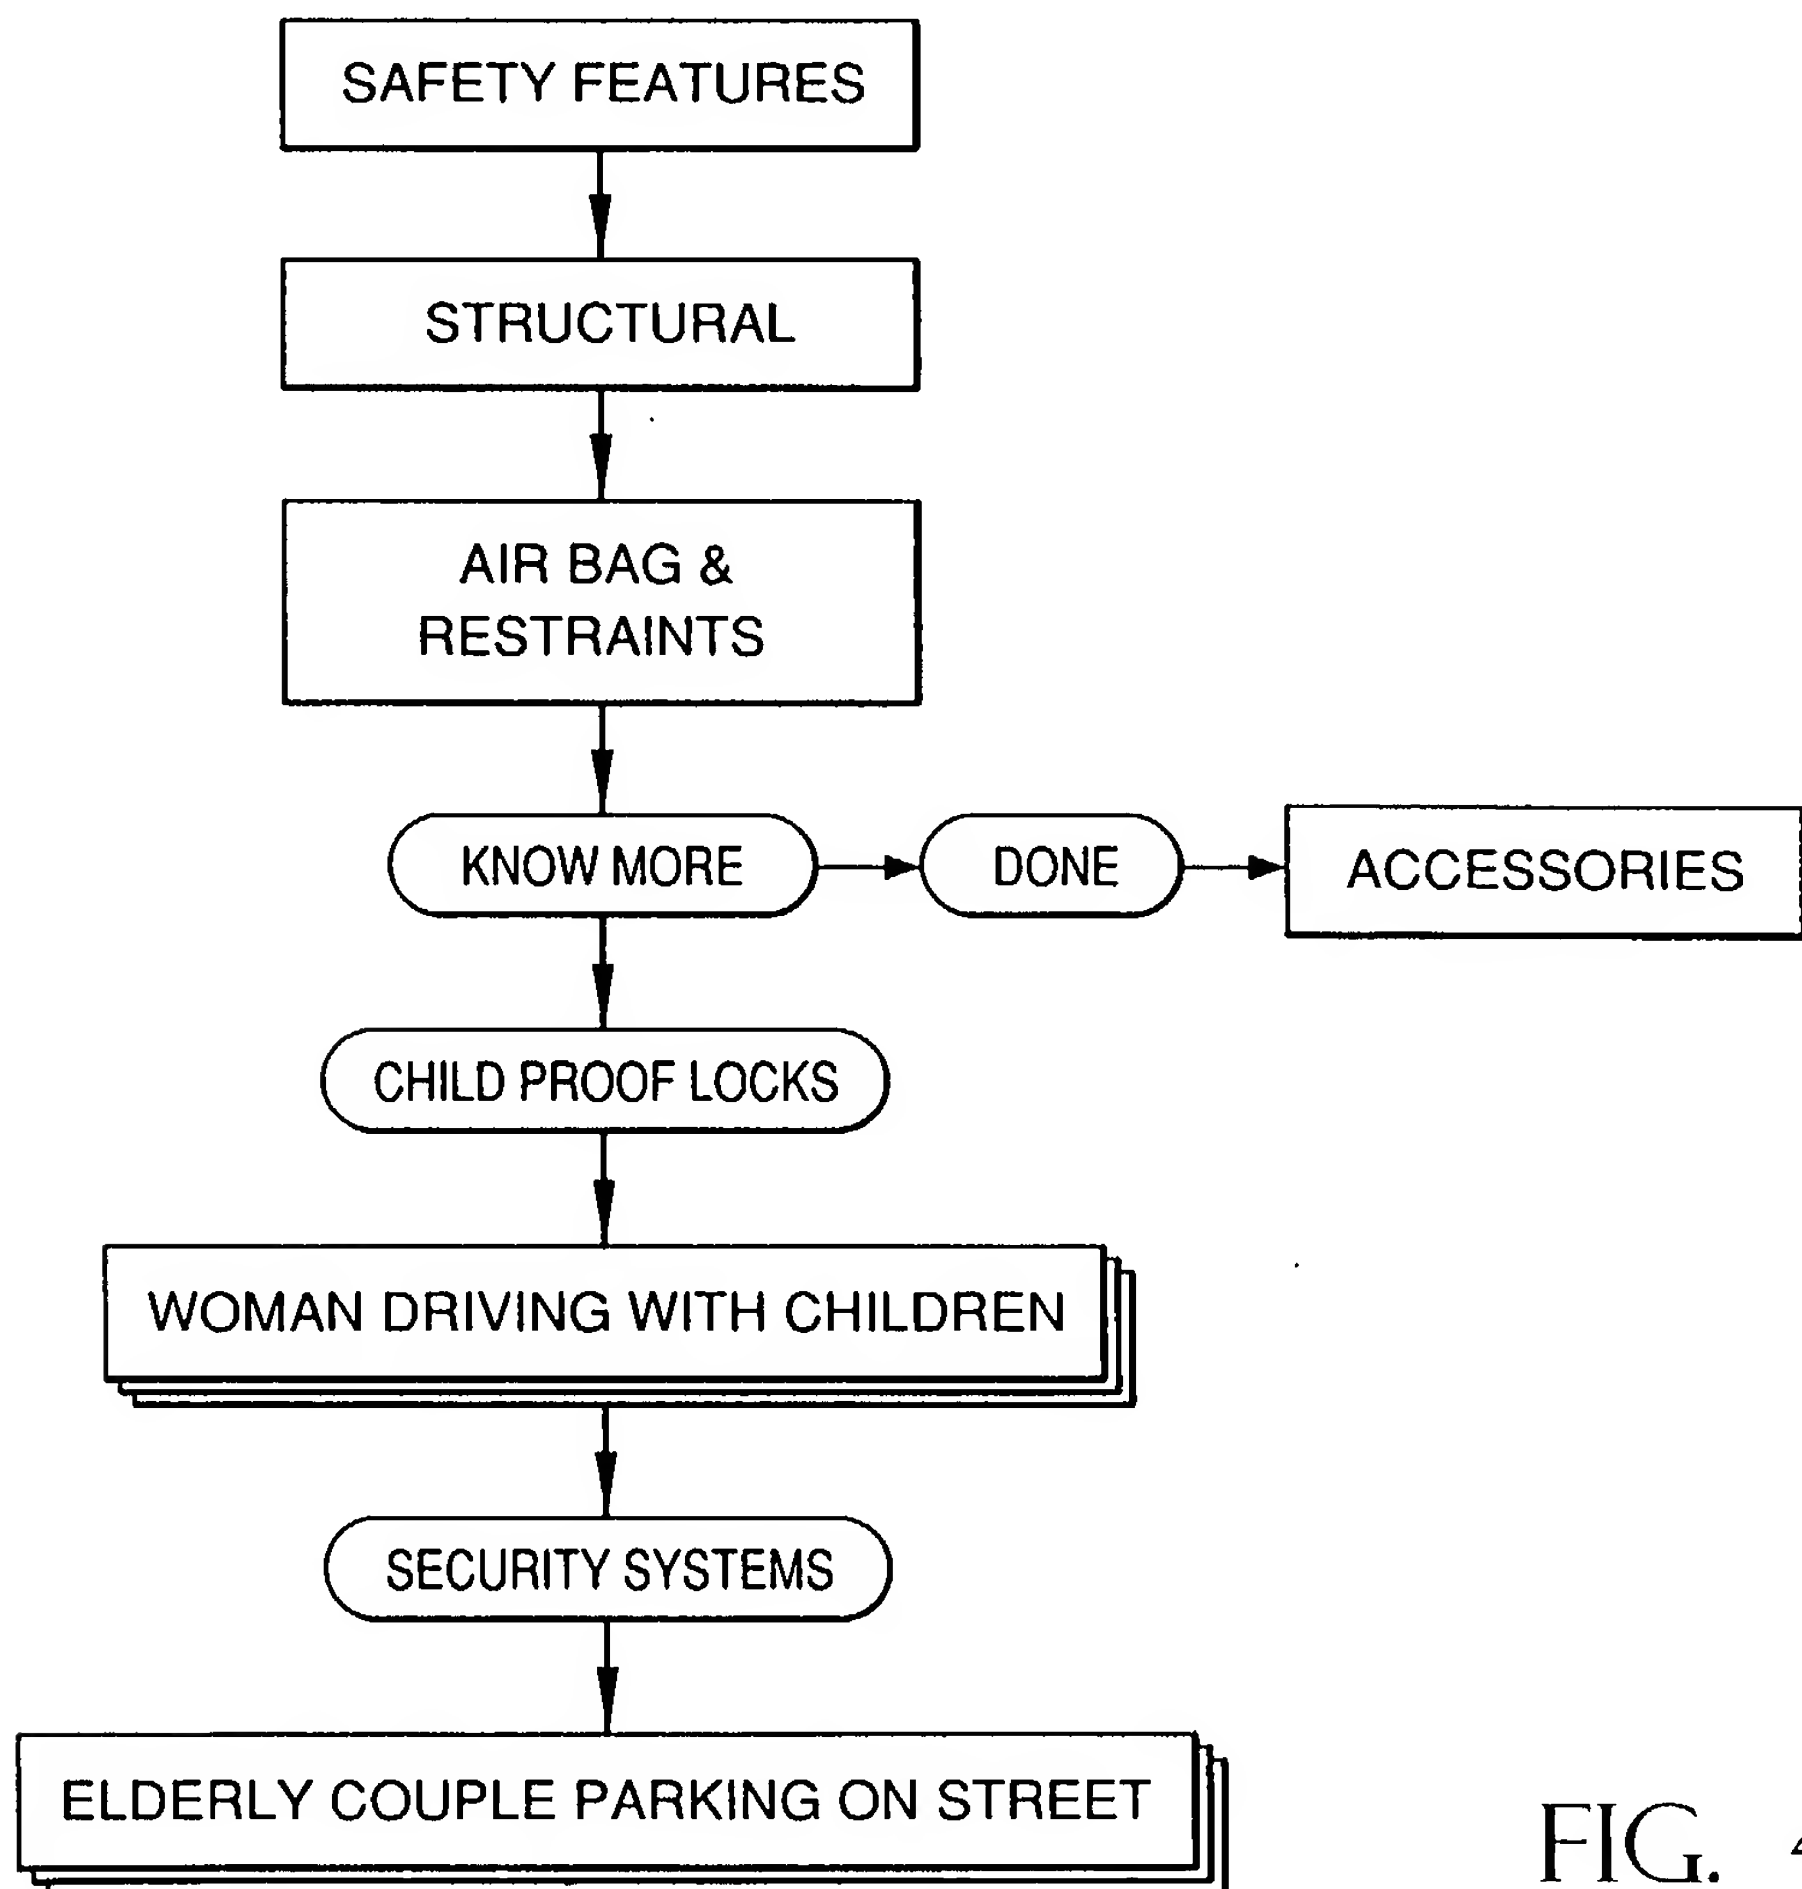 SAFETY FEATURES
STRUCTURAL
AIR BAG &
RESTRAINTS
KNOW MORE
DONE
ACCESSORIES
CHILD PROOF LOCKS
WOMAN DRIVING WITH CHILDREN
SECURITY SYSTEMS
ELDERLY COUPLE PARKING ON STREET
FIG.